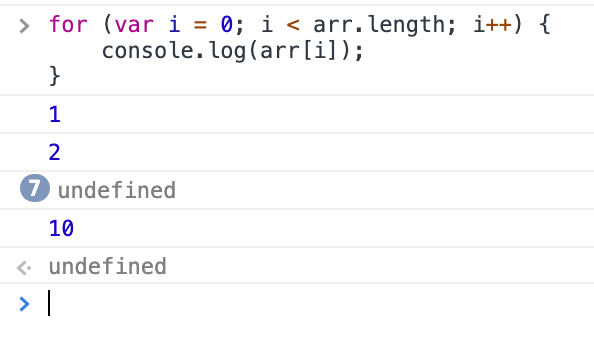 > for (var i = 0; i < arr.length; i++) {
    console.log(arr[i]);
}
1
2
7 undefined
10
<· undefined
>